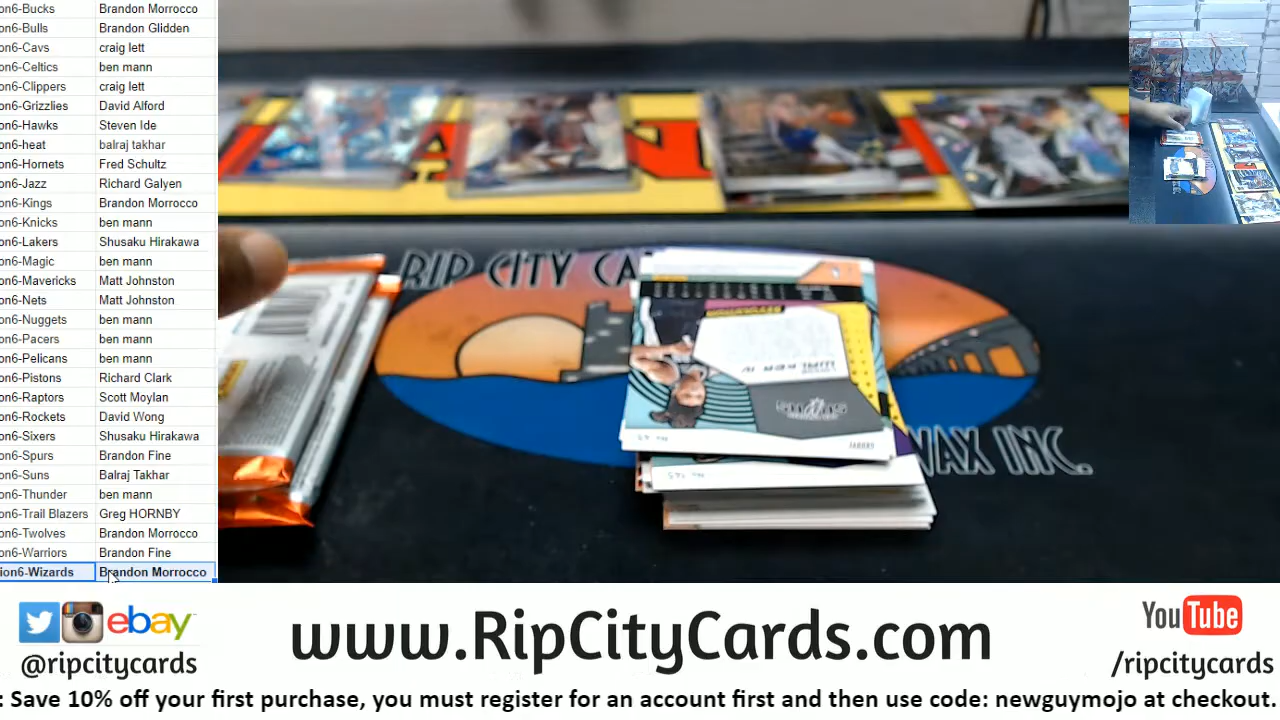 on6-Bucks Brandon Morrocco
on6-Bulls Brandon Glidden
on6-Cavs craig lett
on6-Celtics ben mann
on6-Clippers craig lett
on6-Grizzlies David Alford
on6-Hawks Steven Ide
on6-heat balraj takhar
on6-Hornets Fred Schultz
on6-Jazz Richard Galyen
on6-Kings Brandon Morrocco
on6-Knicks ben mann
on6-Lakers Shusaku Hirakawa
on6-Magic ben mann
on6-Mavericks Matt Johnston
on6-Nets Matt Johnston
on6-Nuggets ben mann
on6-Pacers ben mann
on6-Pelicans ben mann
on6-Pistons Richard Clark
on6-Raptors Scott Moylan
on6-Rockets David Wong
on6-Sixers Shusaku Hirakawa
on6-Spurs Brandon Fine
on6-Suns Balraj Takhar
on6-Thunder ben mann
on6-Trail Blazers Greg HORNBY
on6-Twolves Brandon Morrocco
on6-Warriors Brandon Fine
ion6-Wizards Brandon Morrocco
RIP CITY CA
WAX INC.
WALKER IV
SPURS
ebay
@ripcitycards
www.RipCityCards.com
YouTube
/ripcitycards
: Save 10% off your first purchase, you must register for an account first and then use code: newguymojo at checkout.